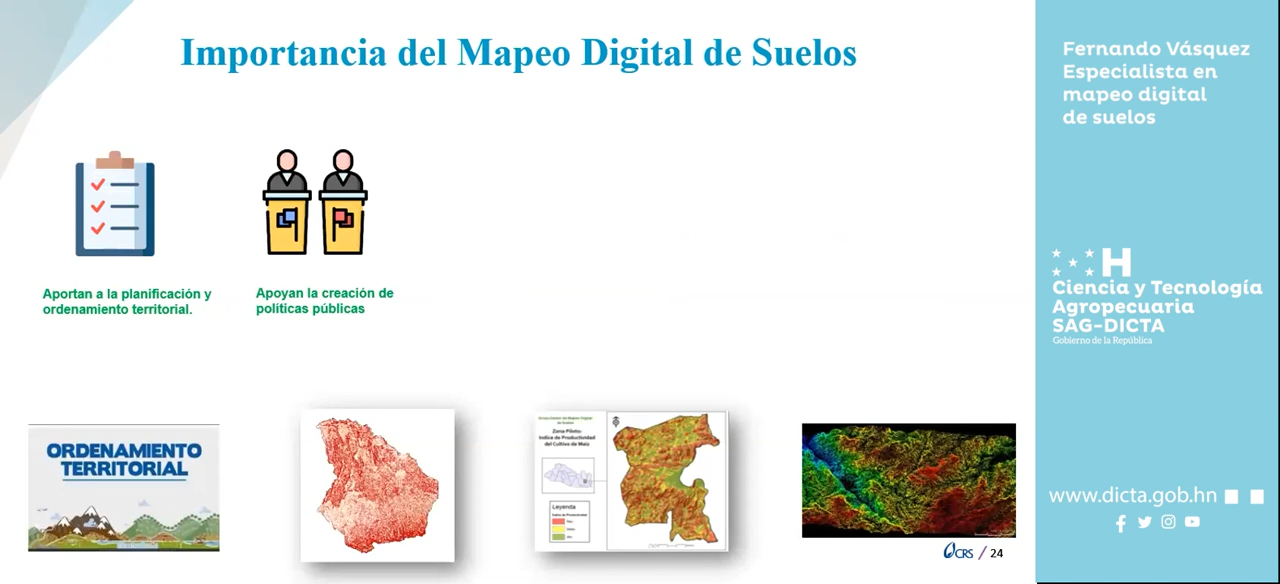 Importancia del Mapeo Digital de Suelos
Aportan a la planificación y
ordenamiento territorial.
Apoyan la creación de
políticas públicas
ORDENAMIENTO
TERRITORIAL
Zona Piloto:
Indice de Productividad
del Cultivo de Maíz
Leyenda
CRS / 24
Fernando Vásquez
Especialista en
mapeo digital
de suelos
H
Ciencia y Tecnología
Agropecuaria
SAG-DICTA
Gobierno de la República
www.dicta.gob.hn